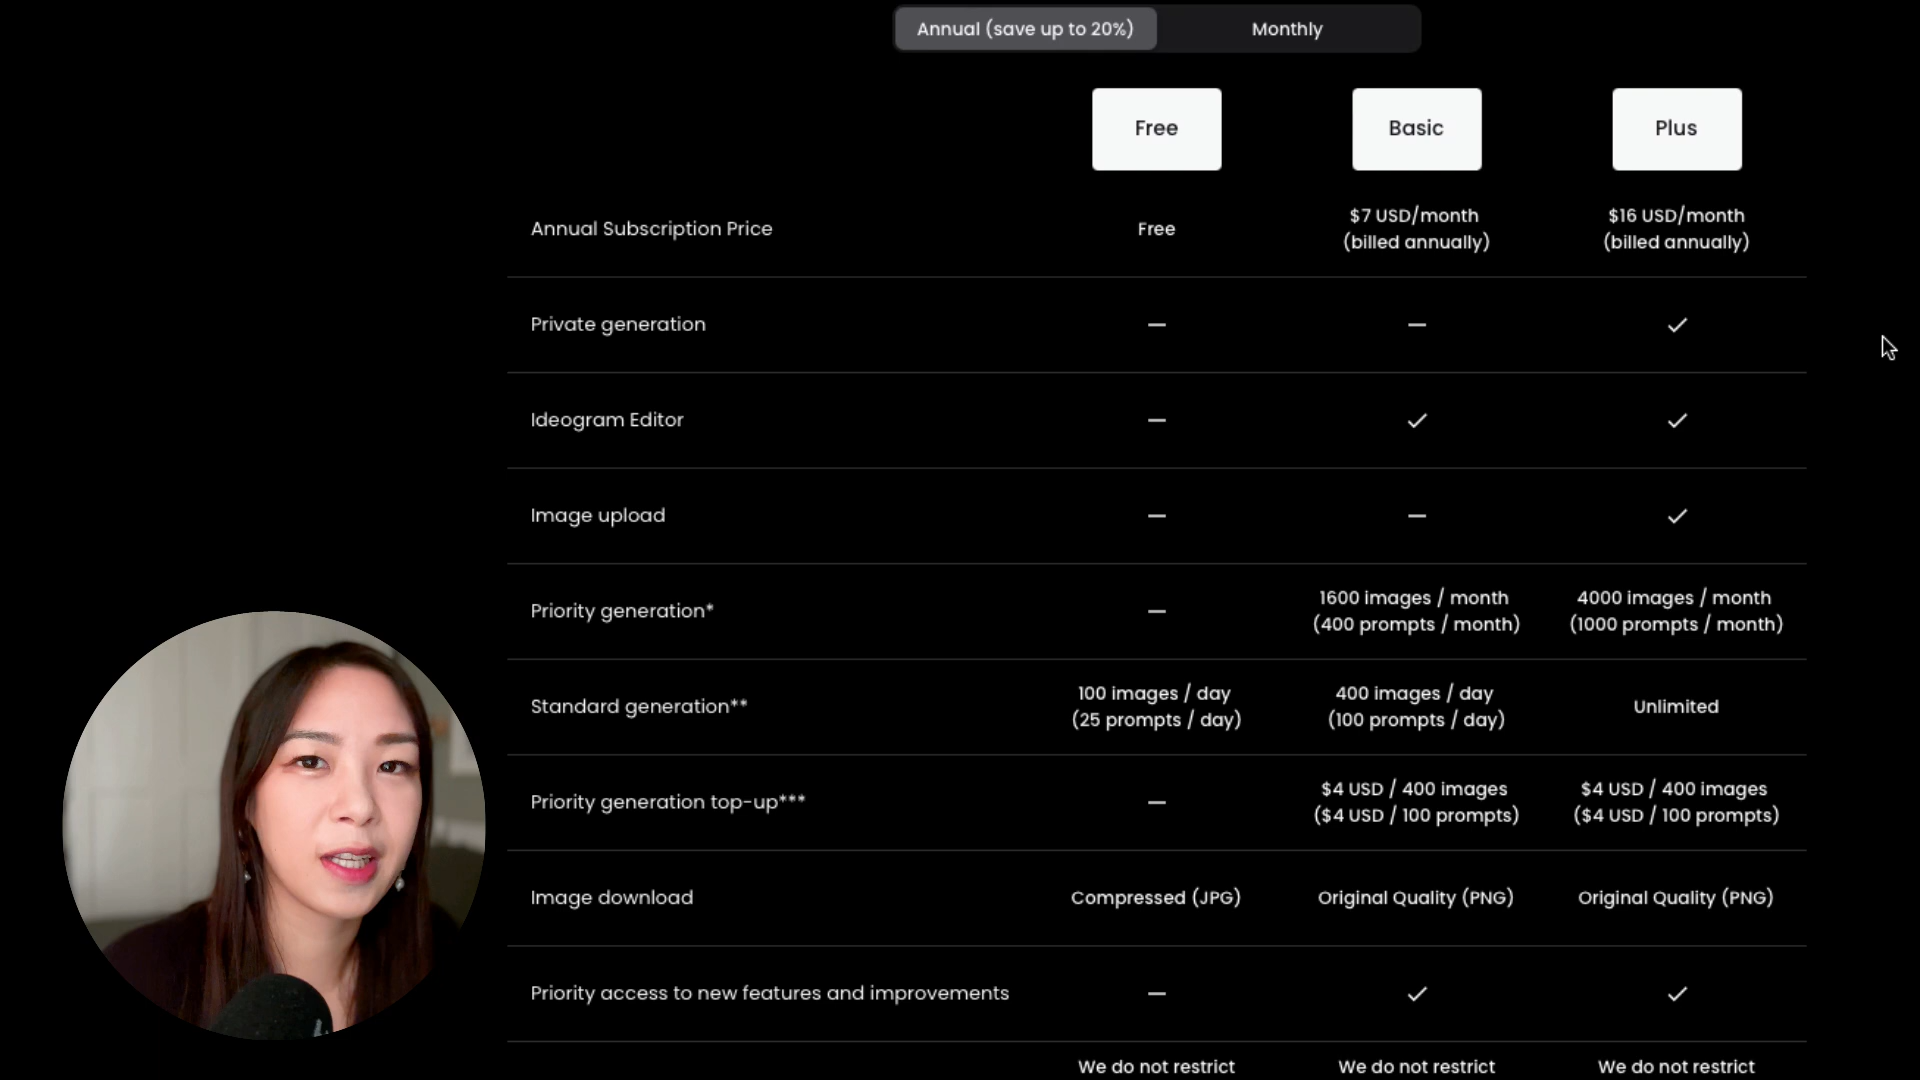 Annual (save up to 20%) Monthly
Free Basic Plus
Annual Subscription Price Free $7 USD/month (billed annually) $16 USD/month (billed annually)
Private generation — — ✓
Ideogram Editor — ✓ ✓
Image upload — — ✓
Priority generation* — 1600 images / month (400 prompts / month) 4000 images / month (1000 prompts / month)
Standard generation** 100 images / day (25 prompts / day) 400 images / day (100 prompts / day) Unlimited
Priority generation top-up*** — $4 USD / 400 images ($4 USD / 100 prompts) $4 USD / 400 images ($4 USD / 100 prompts)
Image download Compressed (JPG) Original Quality (PNG) Original Quality (PNG)
Priority access to new features and improvements — ✓ ✓
We do not restrict We do not restrict We do not restrict